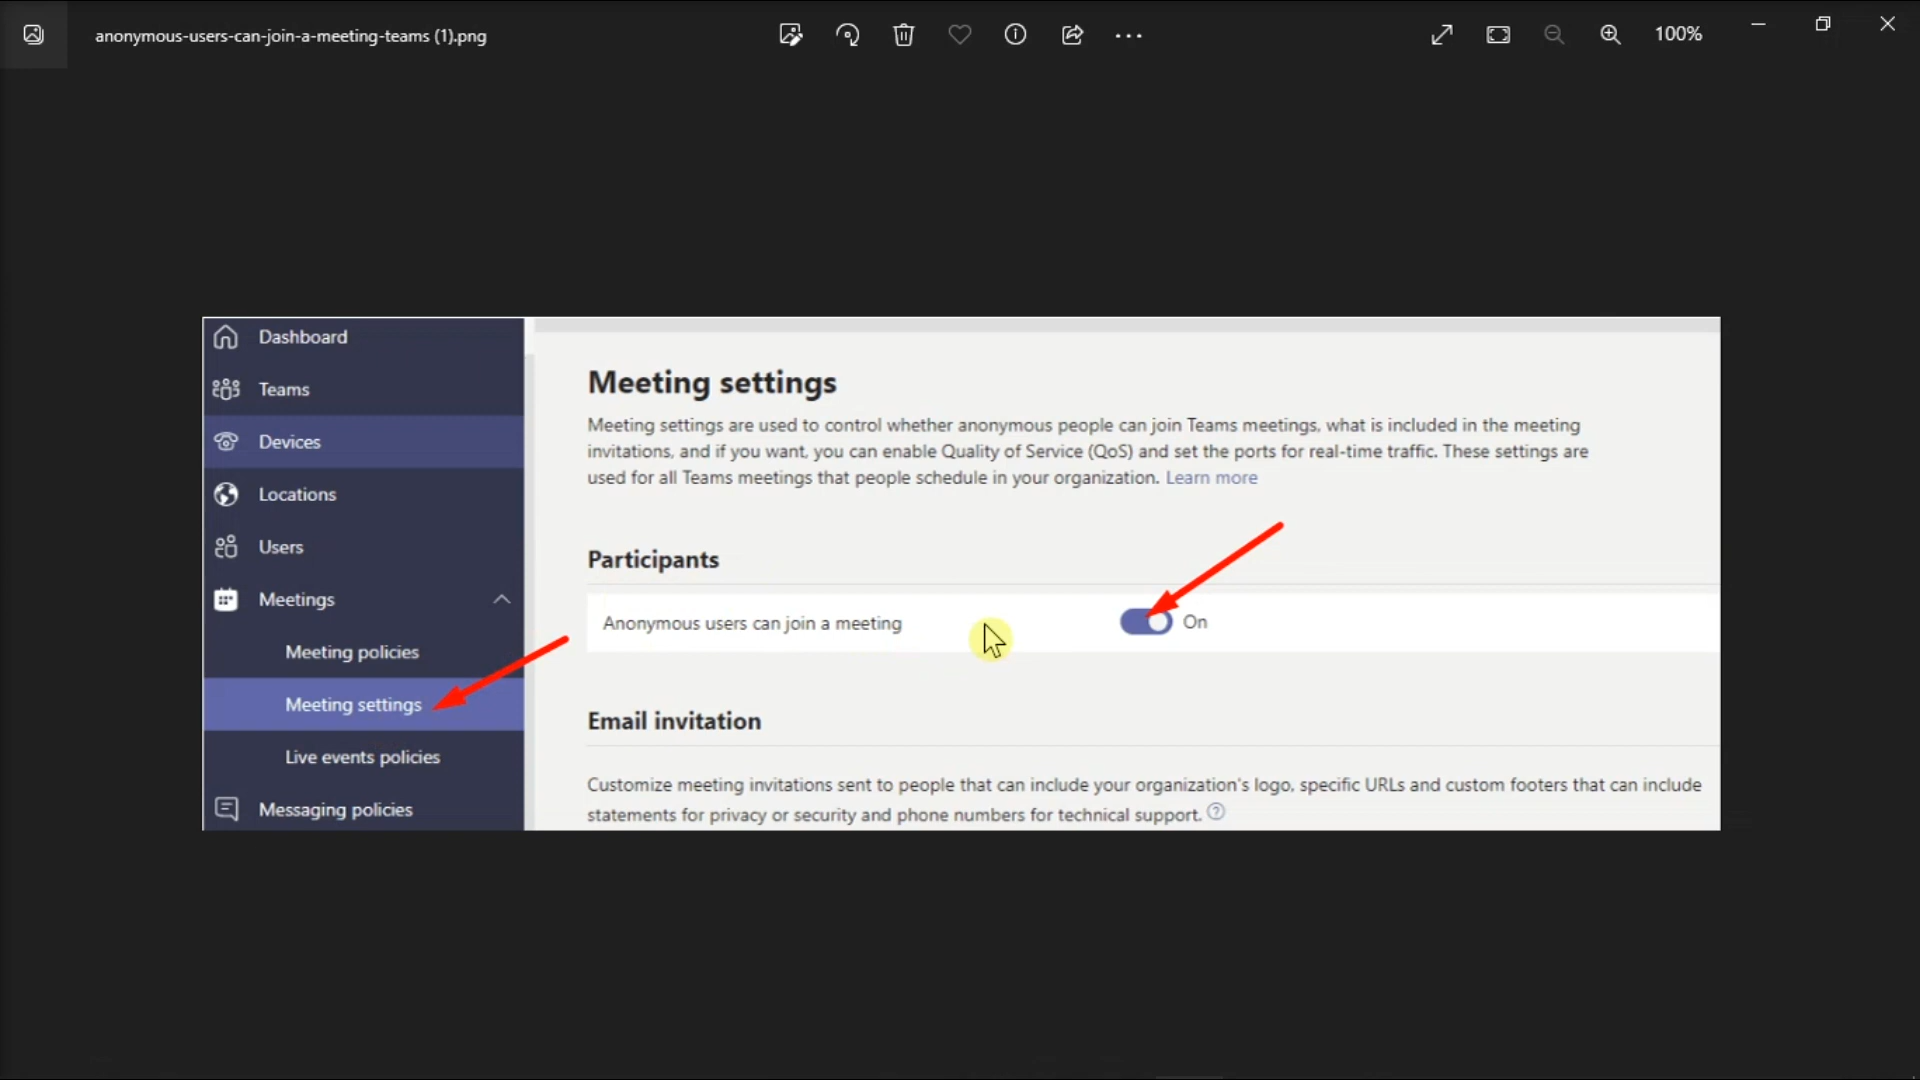 anonymous-users-can-join-a-meeting-teams (1).png
100%
Dashboard
Teams
Devices
Locations
Users
Meetings
Meeting policies
Meeting settings
Live events policies
Messaging policies
Meeting settings
Meeting settings are used to control whether anonymous people can join Teams meetings, what is included in the meeting
invitations, and if you want, you can enable Quality of Service (QoS) and set the ports for real-time traffic. These settings are
used for all Teams meetings that people schedule in your organization. Learn more
Participants
Anonymous users can join a meeting On
Email invitation
Customize meeting invitations sent to people that can include your organization's logo, specific URLs and custom footers that can include
statements for privacy or security and phone numbers for technical support.